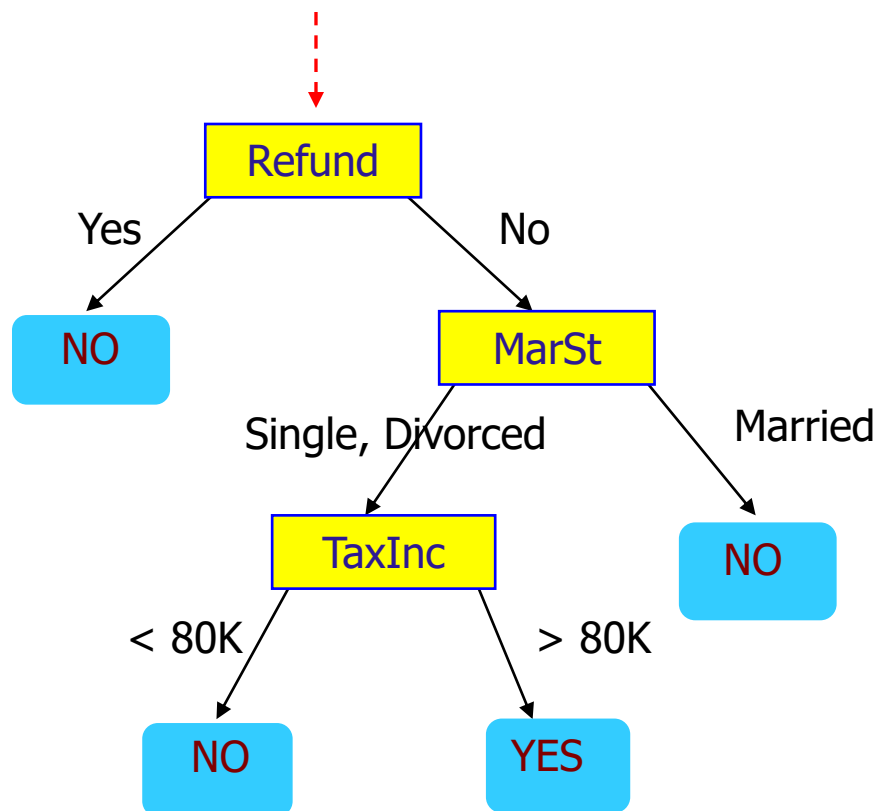 Refund
Yes
No
NO
MarSt
Single, Divorced
Married
TaxInc
NO
< 80K
> 80K
NO
YES